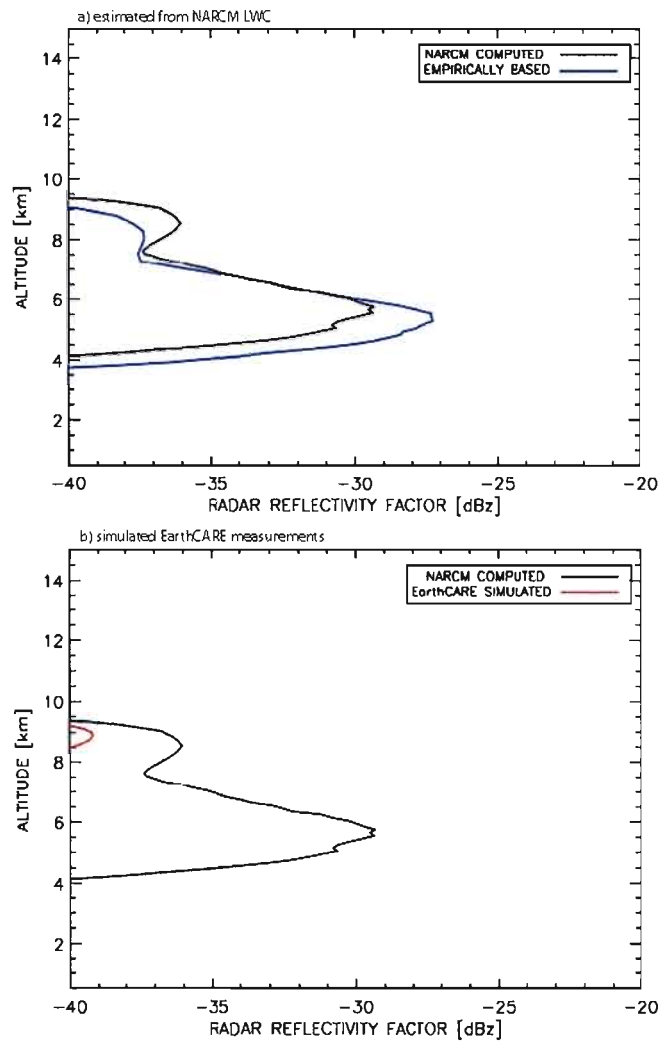 a) estimated from NARCM LWC
NARCM COMPUTED
EMPIRICALLY BASED
14
12
10
8
6
4
2
ALTITUDE [km]
-40 -35 -30 -25 -20
RADAR REFLECTIVITY FACTOR [dBz]
b) simulated EarthCARE measurements
NARCM COMPUTED
EarthCARE SIMULATED
14
12
10
8
6
4
2
ALTITUDE [km]
-40 -35 -30 -25 -20
RADAR REFLECTIVITY FACTOR [dBz]